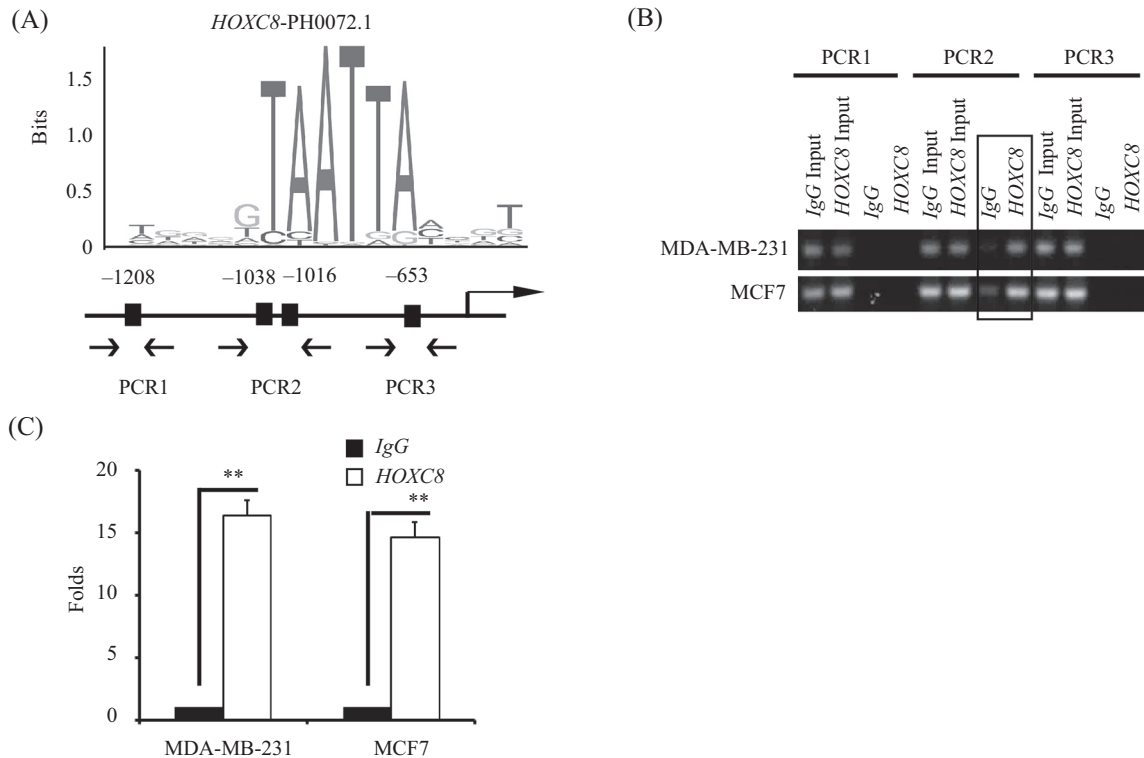 (A)
HOXC8-PH0072.1
Bits
1.5
1.0
0.5
0
TAATTA
–1208
–1038
–1016
–653
PCR1
PCR2
PCR3
(B)
PCR1
PCR2
PCR3
IgG Input
HOXC8 Input
IgG
HOXC8
IgG Input
HOXC8 Input
IgG
HOXC8
IgG Input
HOXC8 Input
IgG
HOXC8
MDA-MB-231
MCF7
(C)
IgG
HOXC8
Folds
20
15
10
5
0
**
**
MDA-MB-231
MCF7